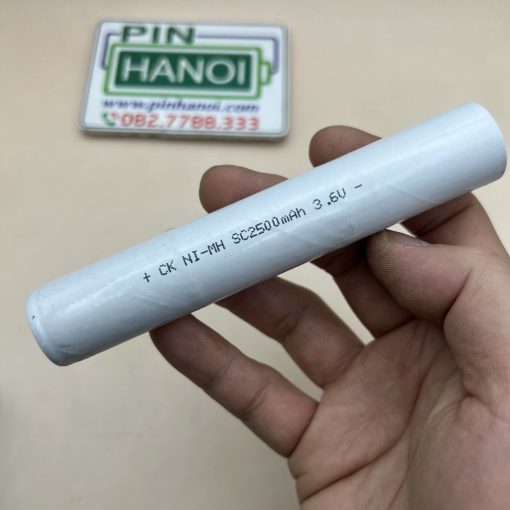 PIN
HANOI
www.pinhanoi.com
082.7788.333
+ CK NI-MH SC2500mAh 3.6V -